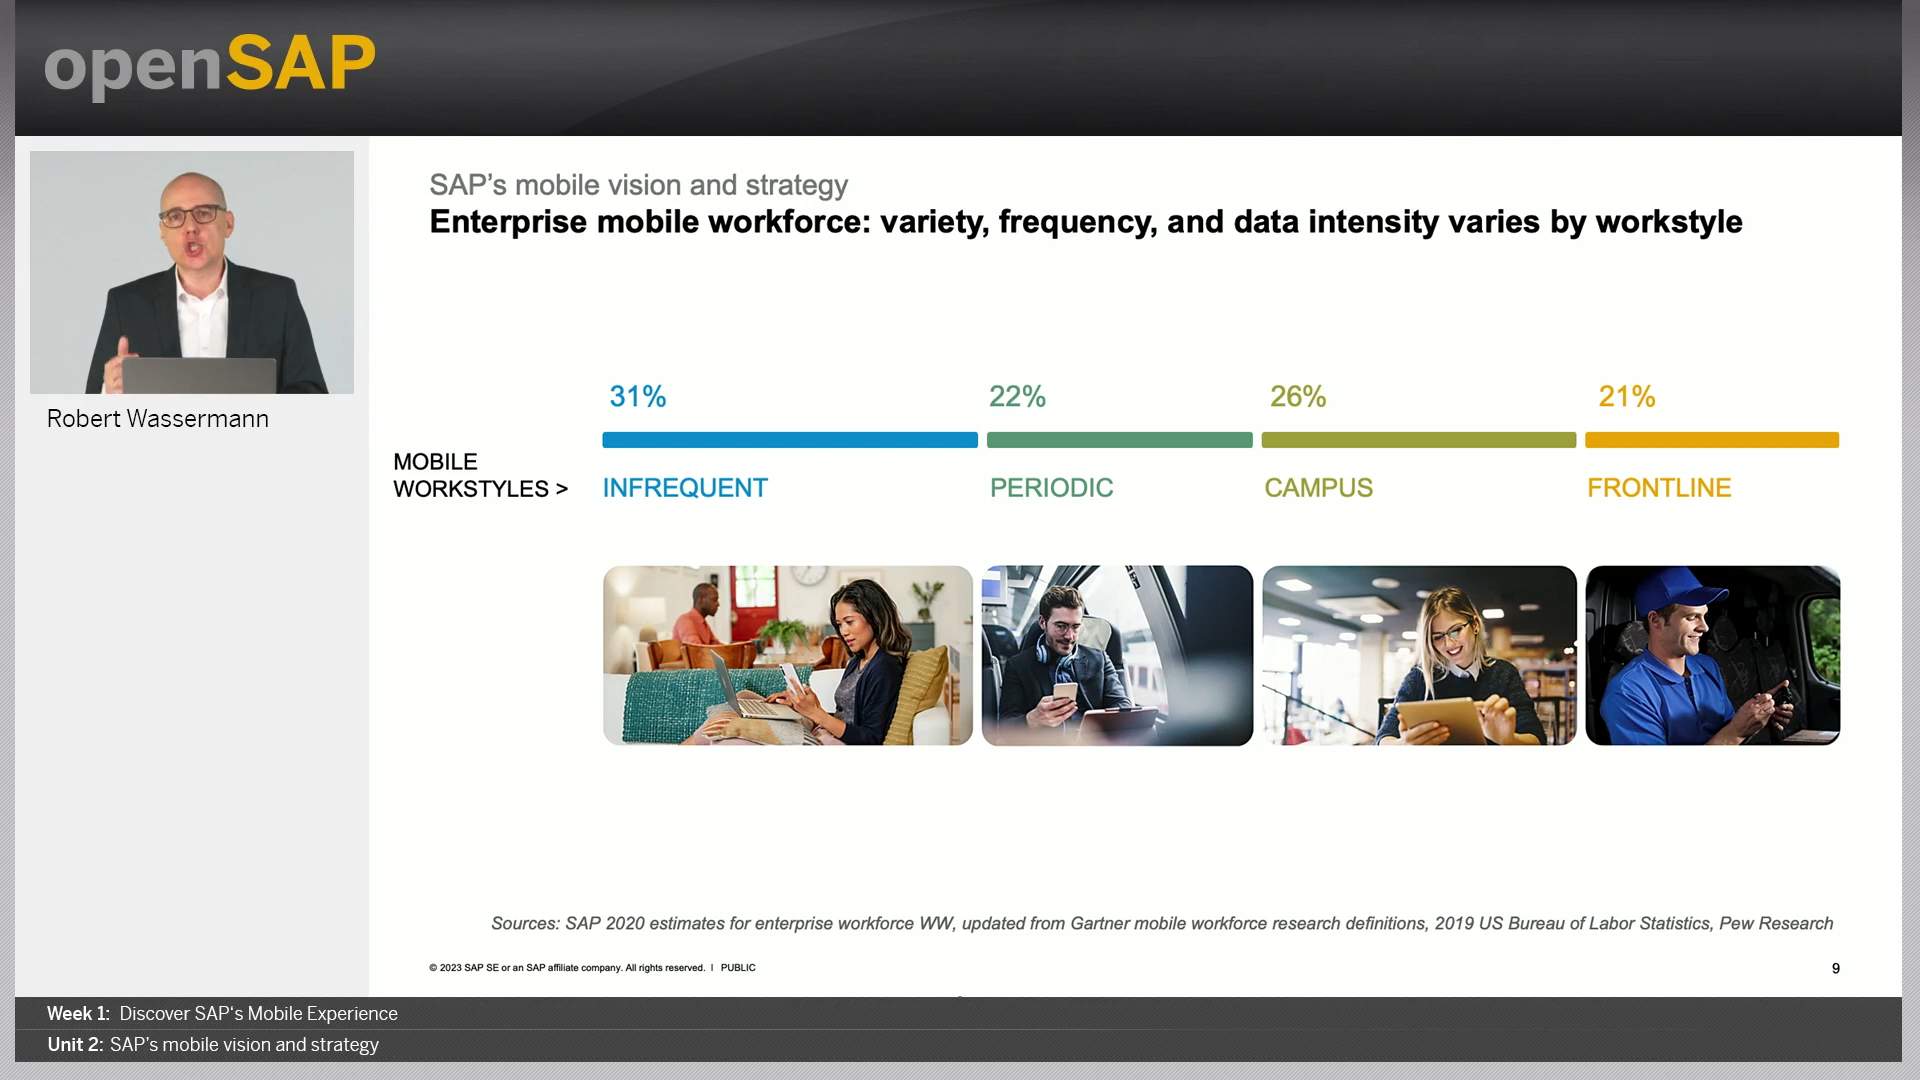 openSAP
Robert Wassermann
SAP’s mobile vision and strategy
Enterprise mobile workforce: variety, frequency, and data intensity varies by workstyle
31% 22% 26% 21%
MOBILE
WORKSTYLES > INFREQUENT PERIODIC CAMPUS FRONTLINE
Sources: SAP 2020 estimates for enterprise workforce WW, updated from Gartner mobile workforce research definitions, 2019 US Bureau of Labor Statistics, Pew Research
© 2023 SAP SE or an SAP affiliate company. All rights reserved. I PUBLIC 9
Week 1: Discover SAP‘s Mobile Experience
Unit 2: SAP’s mobile vision and strategy